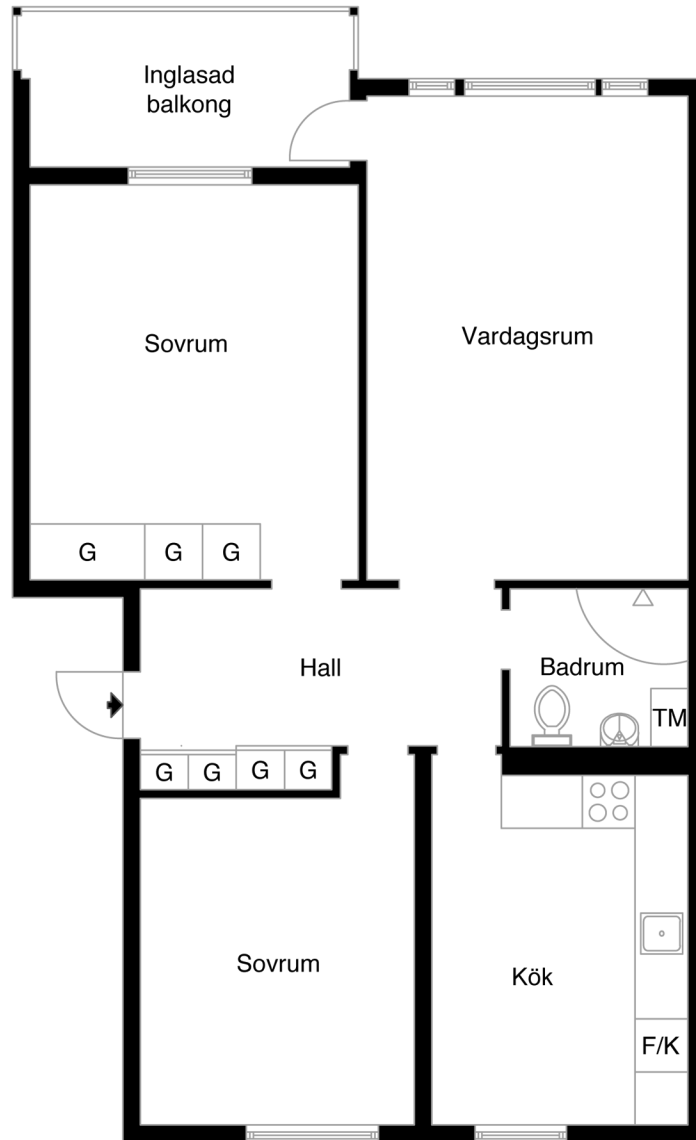 Inglasad
balkong
Sovrum
Vardagsrum
G
G
G
Hall
Badrum
TM
G
G
G
G
Sovrum
Kök
F/K